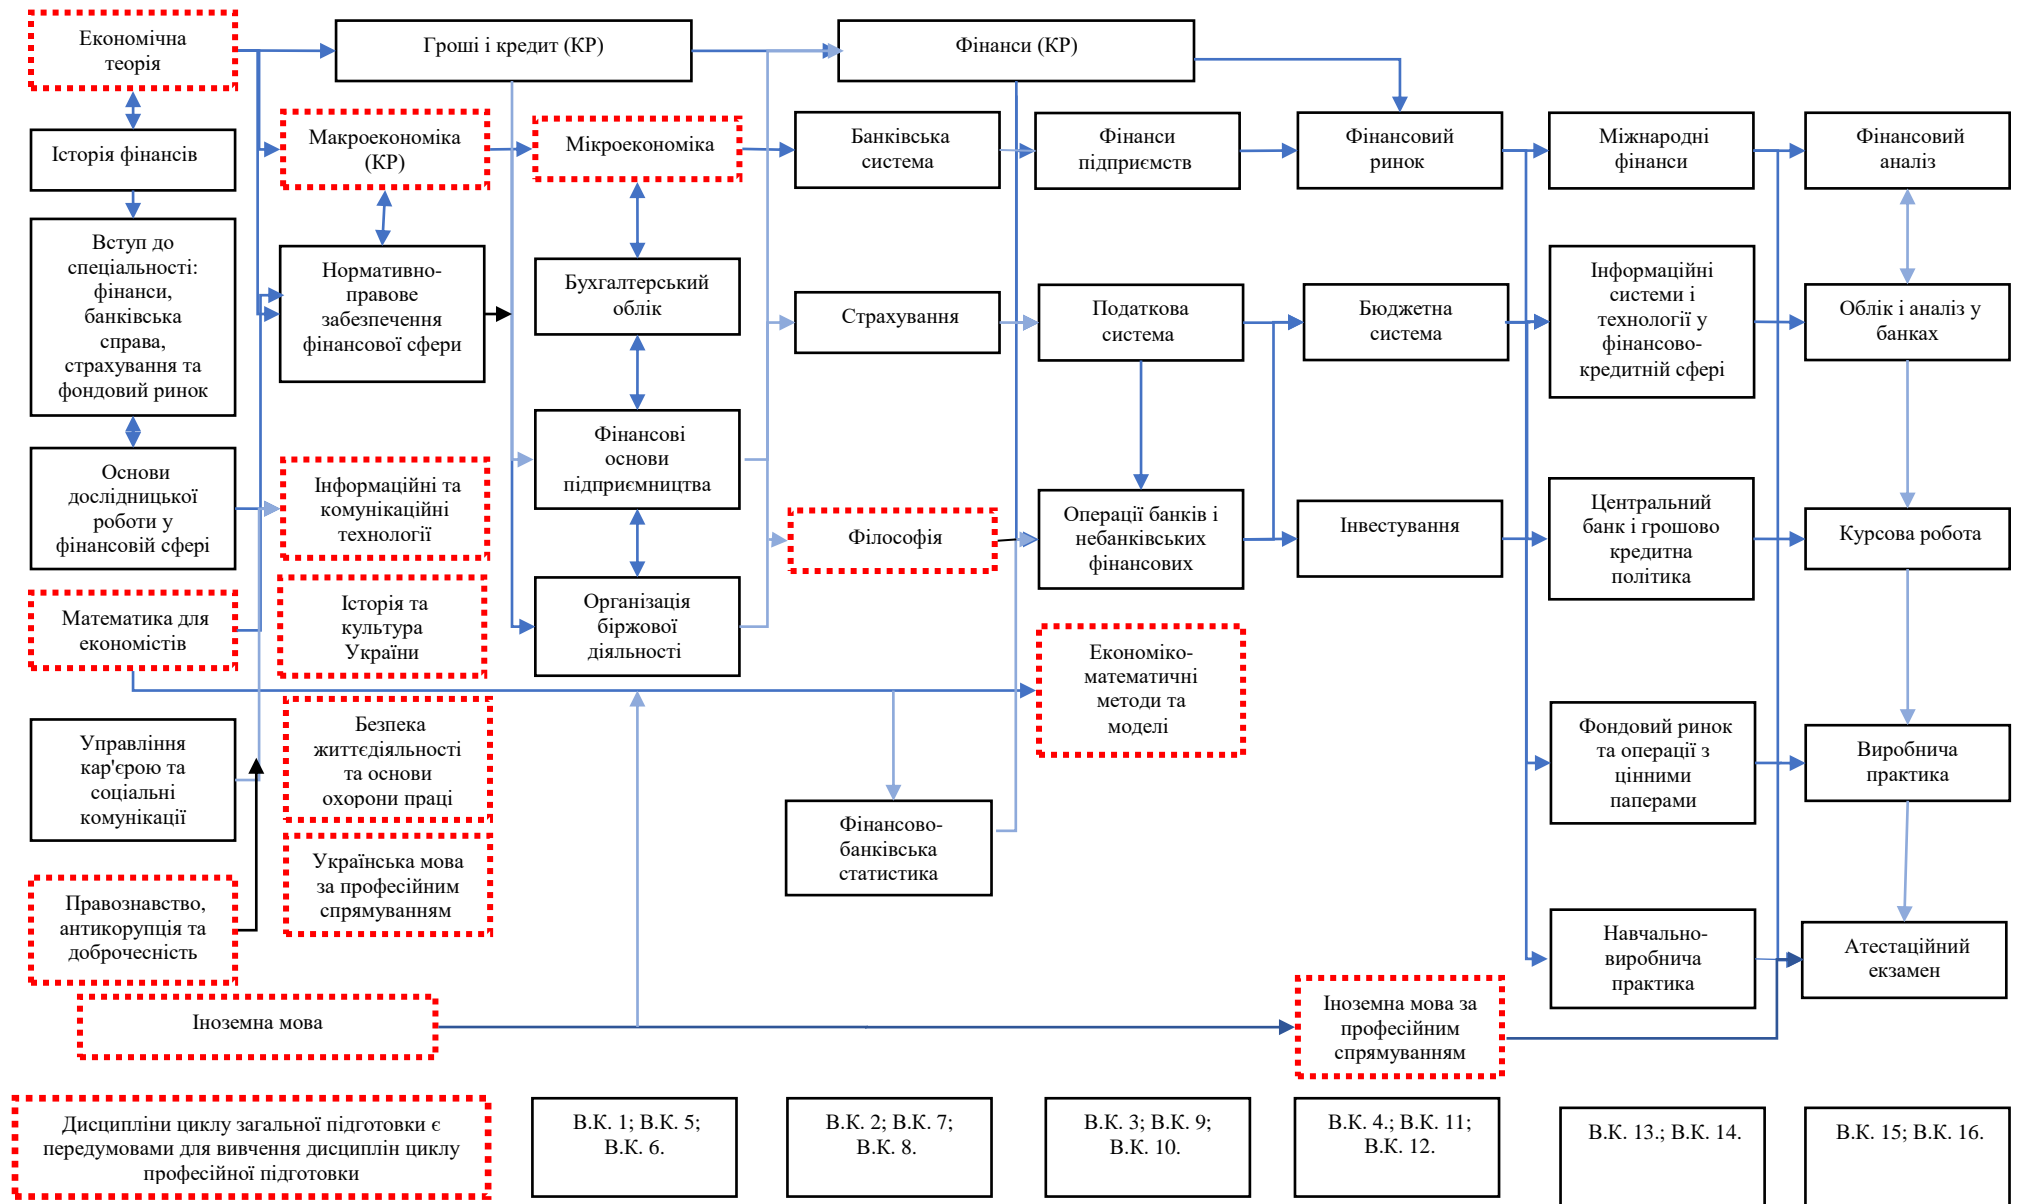 Економічна
теорія
Гроші і кредит (КР)
Фінанси (КР)
Історія фінансів
Макроекономіка
(КР)
Мікроекономіка
Банківська
система
Фінанси
підприємств
Фінансовий
ринок
Міжнародні
фінанси
Фінансовий
аналіз
Вступ до
спеціальності:
фінанси,
банківська
справа,
страхування та
фондовий ринок
Нормативно-
правове
забезпечення
фінансової сфери
Бухгалтерський
облік
Страхування
Податкова
система
Бюджетна
система
Інформаційні
системи і
технології у
фінансово-
кредитній сфері
Облік і аналіз у
банках
Основи
дослідницької
роботи у
фінансовій сфері
Інформаційні та
комунікаційні
технології
Фінансові
основи
підприємництва
Філософія
Операції банків і
небанківських
фінансових
Інвестування
Центральний
банк і грошово
кредитна
політика
Курсова робота
Математика для
економістів
Історія та
культура
України
Організація
біржової
діяльності
Економіко-
математичні
методи та
моделі
Управління
кар'єрою та
соціальні
комунікації
Безпека
життєдіяльності
та основи
охорони праці
Фінансово-
банківська
статистика
Фондовий ринок
та операції з
цінними
паперами
Виробнича
практика
Правознавство,
антикорупція та
доброчесність
Українська мова
за професійним
спрямуванням
Навчально-
виробнича
практика
Атестаційний
екзамен
Іноземна мова
Іноземна мова за
професійним
спрямуванням
Дисципліни циклу загальної підготовки є
передумовами для вивчення дисциплін циклу
професійної підготовки
В.К. 1; В.К. 5;
В.К. 6.
В.К. 2; В.К. 7;
В.К. 8.
В.К. 3; В.К. 9;
В.К. 10.
В.К. 4.; В.К. 11;
В.К. 12.
В.К. 13.; В.К. 14.
В.К. 15; В.К. 16.